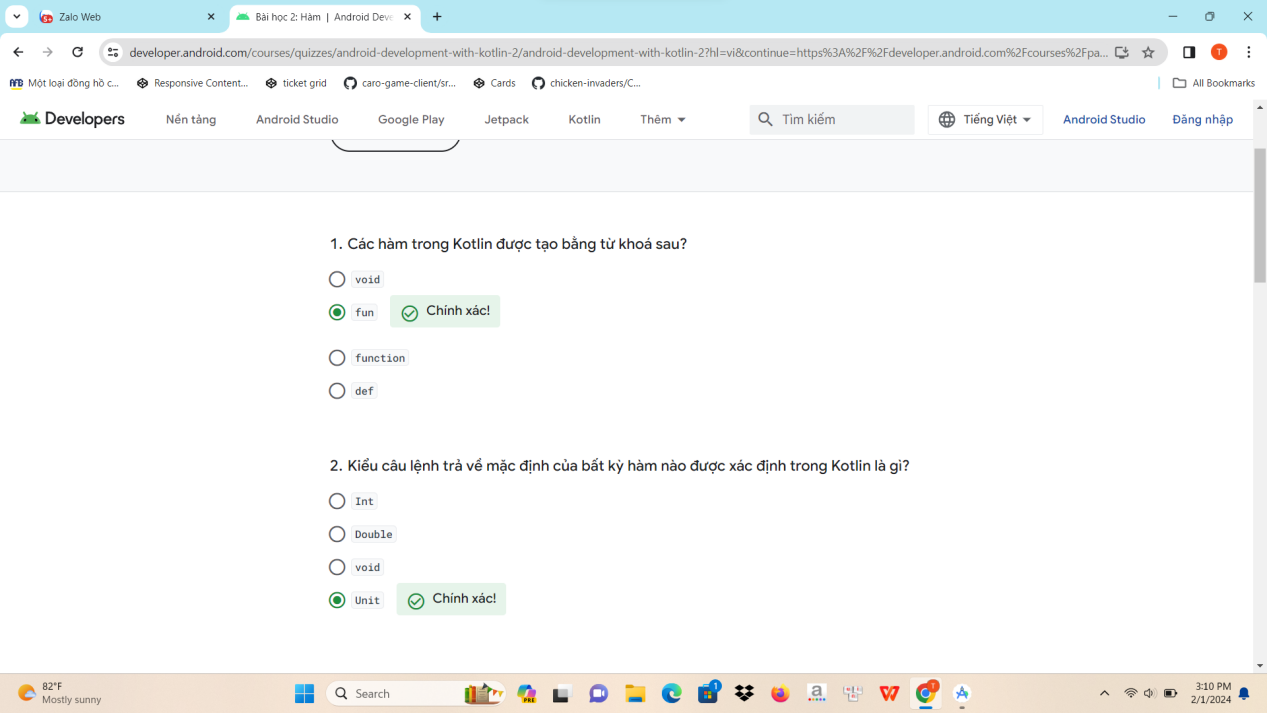 Zalo Web
Bài học 2: Hàm | Android Deve
developer.android.com/courses/quizzes/android-development-with-kotlin-2/android-development-with-kotlin-2?hl=vi&continue=https%3A%2F%2Fdeveloper.android.com%2Fcourses%2Fpa...
T
AFB Một loại đồng hồ c... Responsive Content... ticket grid caro-game-client/sr... Cards chicken-invaders/C... All Bookmarks
Developers Nền tảng Android Studio Google Play Jetpack Kotlin Thêm Tìm kiếm Tiếng Việt Android Studio Đăng nhập
1. Các hàm trong Kotlin được tạo bằng từ khoá sau?
void
fun Chính xác!
function
def
2. Kiểu câu lệnh trả về mặc định của bất kỳ hàm nào được xác định trong Kotlin là gì?
Int
Double
void
Unit Chính xác!
82°F
Mostly sunny
Search
PRE
1
a
T
3:10 PM
2/1/2024